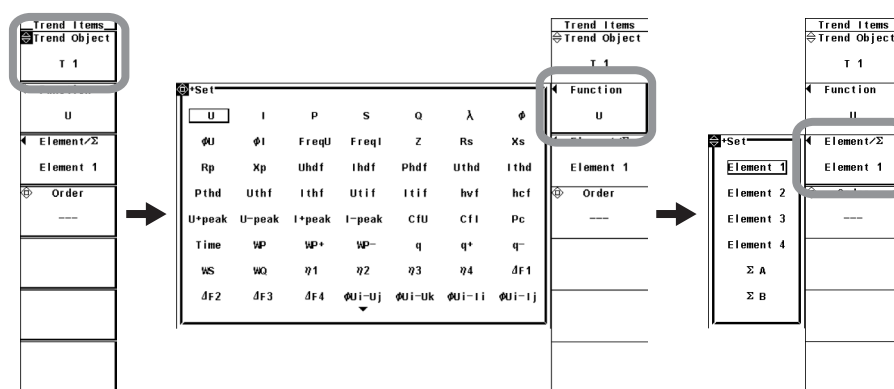 Trend Items
Trend Object
T 1
U
Element/Σ
Element 1
Order
---
+Set
U I P S Q λ ϕ
ϕU ϕI FreqU FreqI Z Rs Xs
Rp Xp Uhdf Ihdf Phdf Uthd Ithd
Pthd Uthf Ithf Utif Itif hvf hcf
U+peak U-peak I+peak I-peak CfU CfI Pc
Time WP WP+ WP- q q+ q-
WS WQ η1 η2 η3 η4 ΔF1
ΔF2 ΔF3 ΔF4 ϕUi-Uj ϕUi-Uk ϕUi-Ii ϕUi-Ij
Trend Items
Trend Object
T 1
Function
U
Element 1
Order
---
+Set
Element 1
Element 2
Element 3
Element 4
Σ A
Σ B
Trend Items
Trend Object
T 1
Function
U
Element/Σ
Element 1